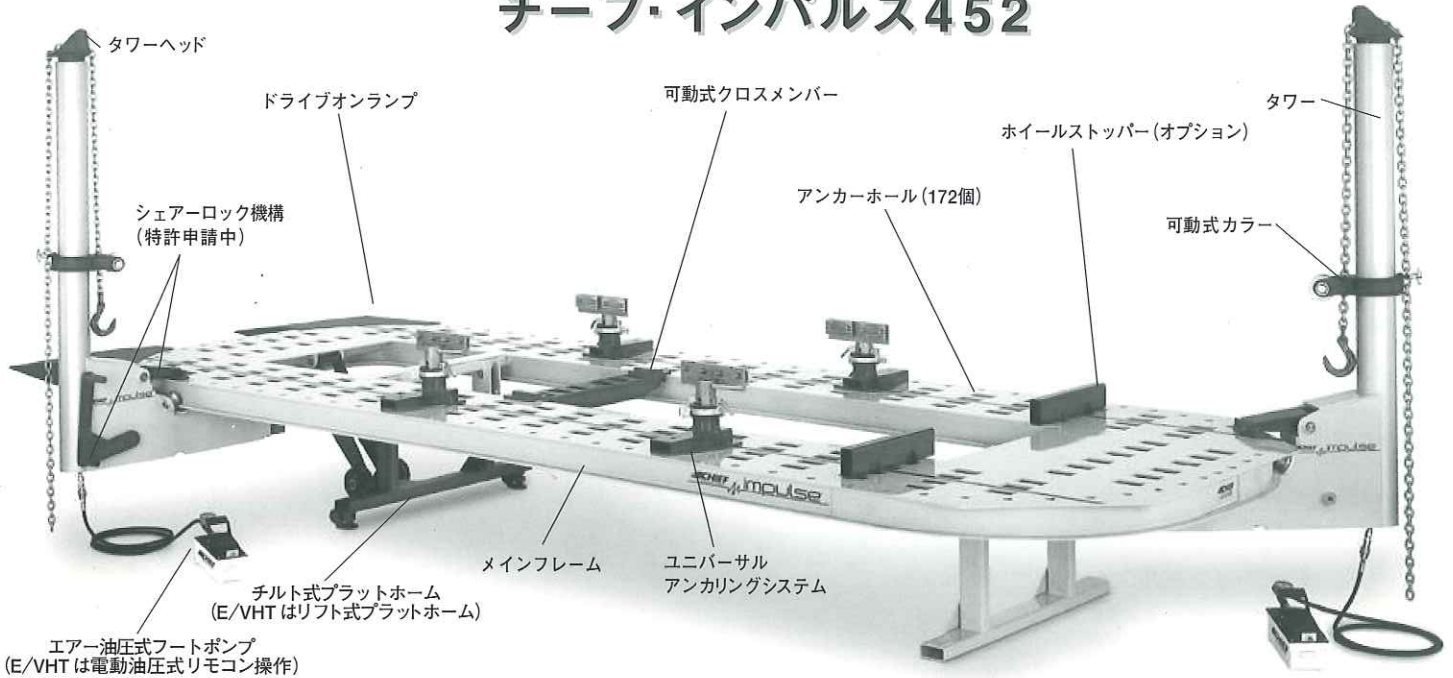 チーフ・インパルス452
タワーヘッド
ドライブオンランプ
可動式クロスメンバー
タワー
ホイールストッパー(オプション)
アンカーホール(172個)
シェアーロック機構
(特許申請中)
可動式カラー
impulse
impulse
CHIEF impulse
CHIEF
メインフレーム
ユニバーサル
アンカリングシステム
チルト式プラットホーム
(E/VHTはリフト式プラットホーム)
エアー油圧式フートポンプ
(E/VHTは電動油圧式リモコン操作)